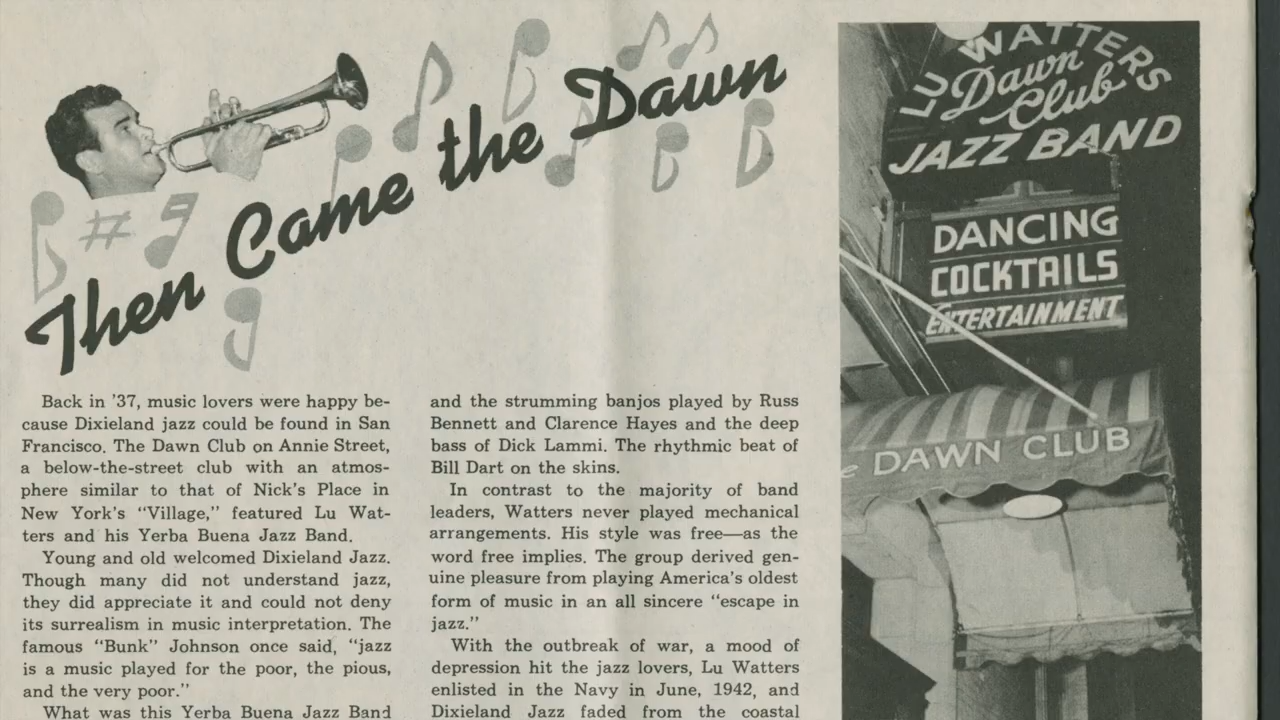 Then Came the Dawn
Back in '37, music lovers were happy be-
cause Dixieland jazz could be found in San
Francisco. The Dawn Club on Annie Street,
a below-the-street club with an atmos-
phere similar to that of Nick's Place in
New York's "Village," featured Lu Wat-
ters and his Yerba Buena Jazz Band.
Young and old welcomed Dixieland Jazz.
Though many did not understand jazz,
they did appreciate it and could not deny
its surrealism in music interpretation. The
famous "Bunk" Johnson once said, "jazz
is a music played for the poor, the pious,
and the very poor."
What was this Yerba Buena Jazz Band
and the strumming banjos played by Russ
Bennett and Clarence Hayes and the deep
bass of Dick Lammi. The rhythmic beat of
Bill Dart on the skins.
In contrast to the majority of band
leaders, Watters never played mechanical
arrangements. His style was free—as the
word free implies. The group derived gen-
uine pleasure from playing America's oldest
form of music in an all sincere "escape in
jazz."
With the outbreak of war, a mood of
depression hit the jazz lovers, Lu Watters
enlisted in the Navy in June, 1942, and
Dixieland Jazz faded from the coastal
LU WATTERS
Dawn
Club
JAZZ BAND
DANCING
COCKTAILS
ENTERTAINMENT
e DAWN CLUB